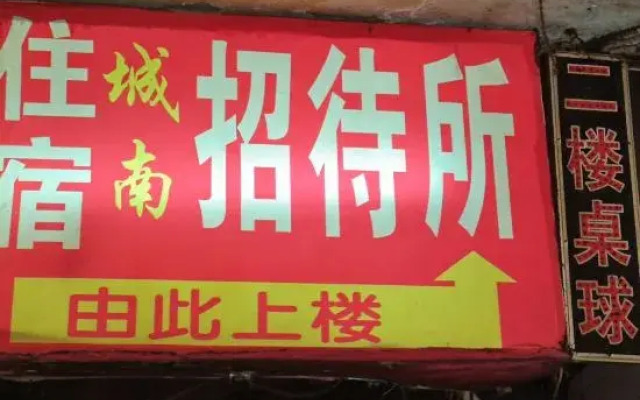 住宿
城南
招待所
由此上楼
二楼桌球